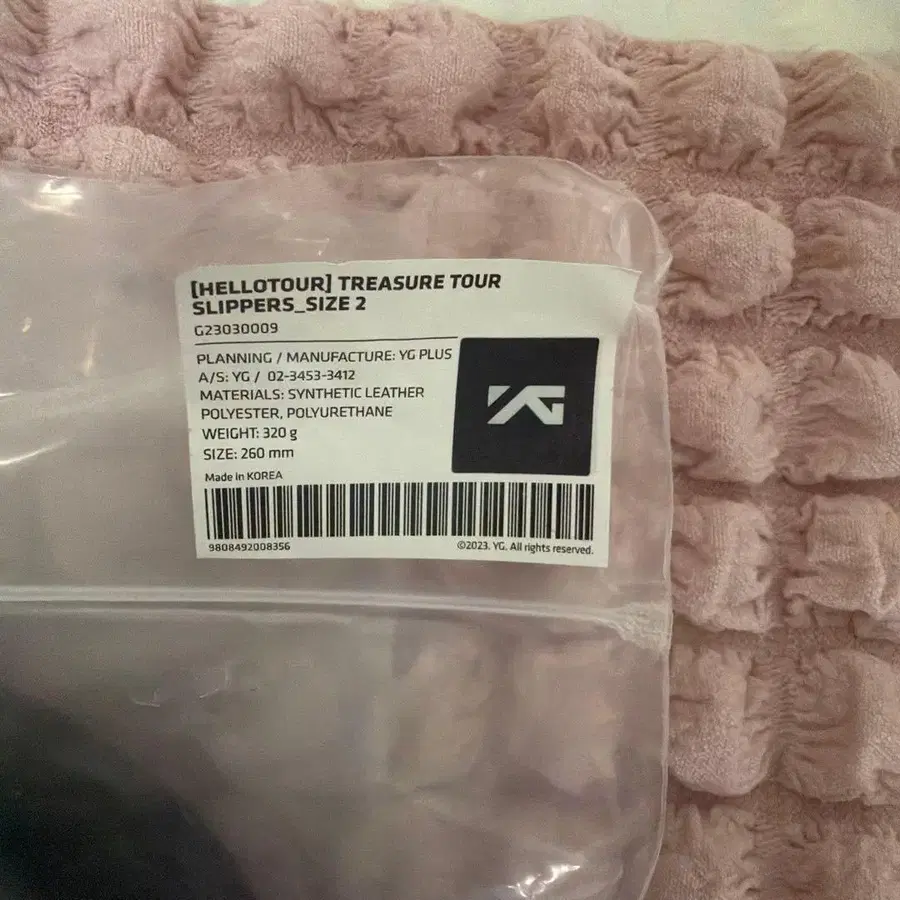 [HELLOTOUR] TREASURE TOUR
SLIPPERS_SIZE 2
G23030009
PLANNING / MANUFACTURE: YG PLUS
A/S: YG / 02-3453-3412
MATERIALS: SYNTHETIC LEATHER
POLYESTER, POLYURETHANE
WEIGHT: 320 g
SIZE: 260 mm
Made in KOREA
YG
9808492008356
©2023. YG. All rights reserved.